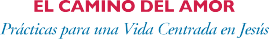 EL CAMINO DEL AMOR
Prácticas para una Vida Centrada en Jesús